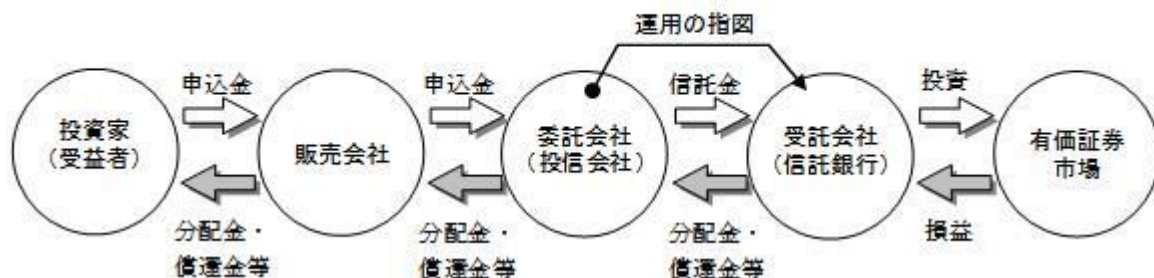 運用の指図
申込金
申込金
信託金
投資
投資家
（受益者）
販売会社
委託会社
（投信会社）
受託会社
（信託銀行）
有価証券
市場
分配金・
償還金等
分配金・
償還金等
分配金・
償還金等
損益